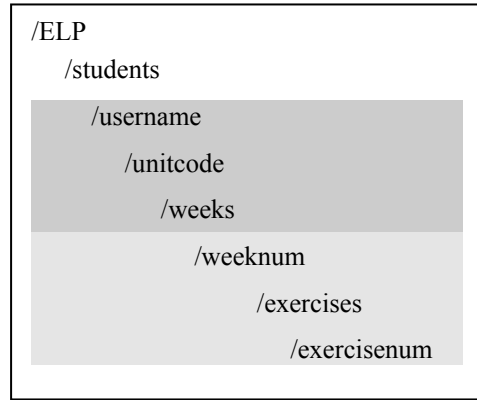 /ELP
/students
/username
/unitcode
/weeks
/weeknum
/exercises
/exercisenum